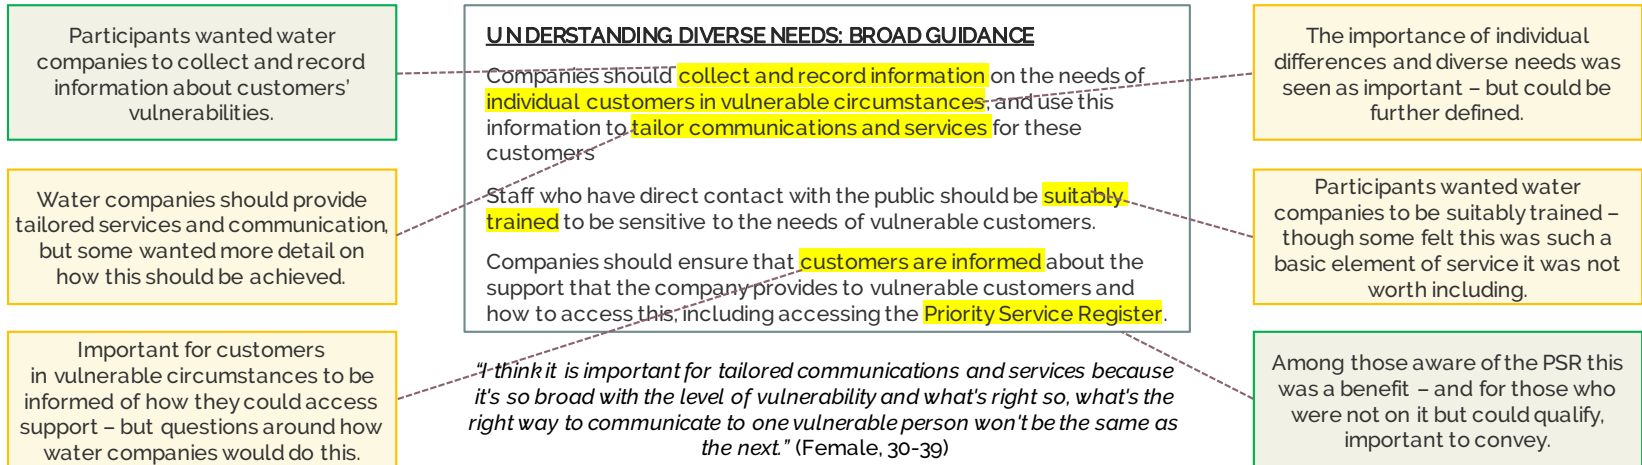 Participants wanted water
companies to collect and record
information about customers'
vulnerabilities.
Water companies should provide
tailored services and communication,
but some wanted more detail on
how this should be achieved.
Important for customers
in vulnerable circumstances to be
informed of how they could access
support – but questions around how
water companies would do this.
UNDERSTANDING DIVERSE NEEDS: BROAD GUIDANCE
Companies should collect and record information on the needs of
individual customers in vulnerable circumstances, and use this
information to tailor communications and services for these
customers
Staff who have direct contact with the public should be suitably
trained to be sensitive to the needs of vulnerable customers.
Companies should ensure that customers are informed about the
support that the company provides to vulnerable customers and
how to access this, including accessing the Priority Service Register.
"I think it is important for tailored communications and services because
it's so broad with the level of vulnerability and what's right so, what's the
right way to communicate to one vulnerable person won't be the same as
the next." (Female, 30-39)
The importance of individual
differences and diverse needs was
seen as important – but could be
further defined.
Participants wanted water
companies to be suitably trained –
though some felt this was such a
basic element of service it was not
worth including.
Among those aware of the PSR this
was a benefit – and for those who
were not on it but could qualify,
important to convey.